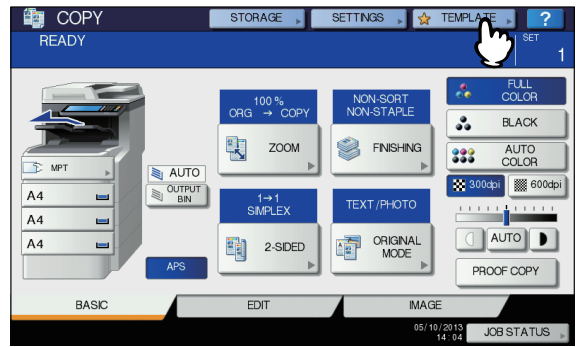 COPY
STORAGE
SETTINGS
TEMPLATE
?
READY
SET
1
100 %
ORG → COPY
ZOOM
NON-SORT
NON-STAPLE
FINISHING
FULL
COLOR
BLACK
AUTO
COLOR
300dpi
600dpi
MPT
A4
A4
A4
AUTO
OUTPUT
BIN
1→1
SIMPLEX
2-SIDED
TEXT/PHOTO
ORIGINAL
MODE
AUTO
APS
PROOF COPY
BASIC
EDIT
IMAGE
05/10/2013
14:04
JOB STATUS